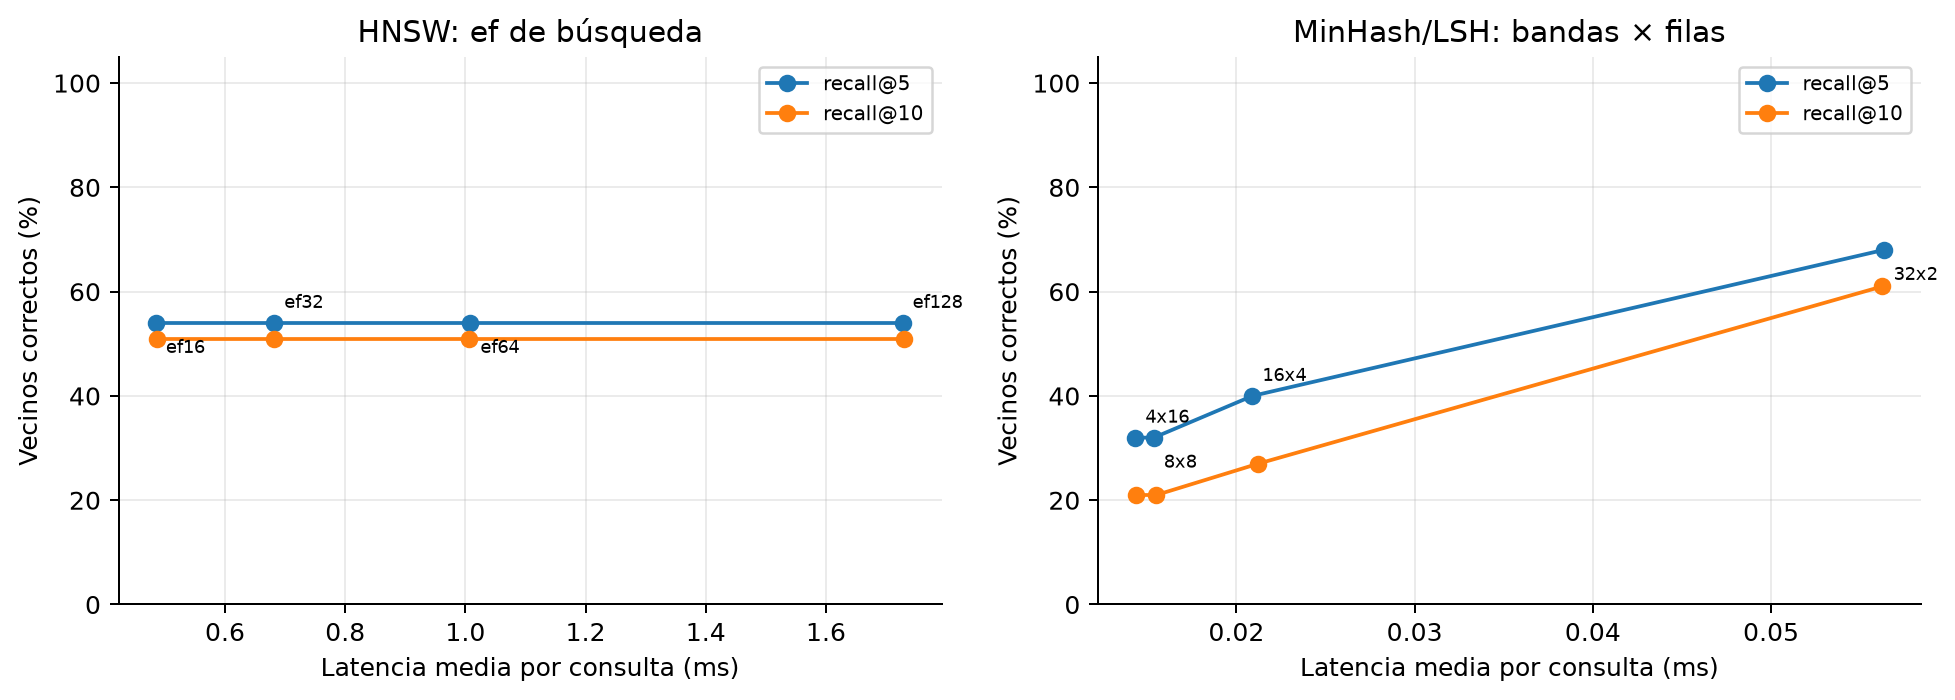 HNSW: ef de búsqueda
100
80
60
40
20
0
Vecinos correctos (%)
recall@5
recall@10
ef16
ef32
ef64
ef128
0.6
0.8
1.0
1.2
1.4
1.6
Latencia media por consulta (ms)
MinHash/LSH: bandas × filas
100
80
60
40
20
0
Vecinos correctos (%)
recall@5
recall@10
4x16
8x8
16x4
32x2
0.02
0.03
0.04
0.05
Latencia media por consulta (ms)